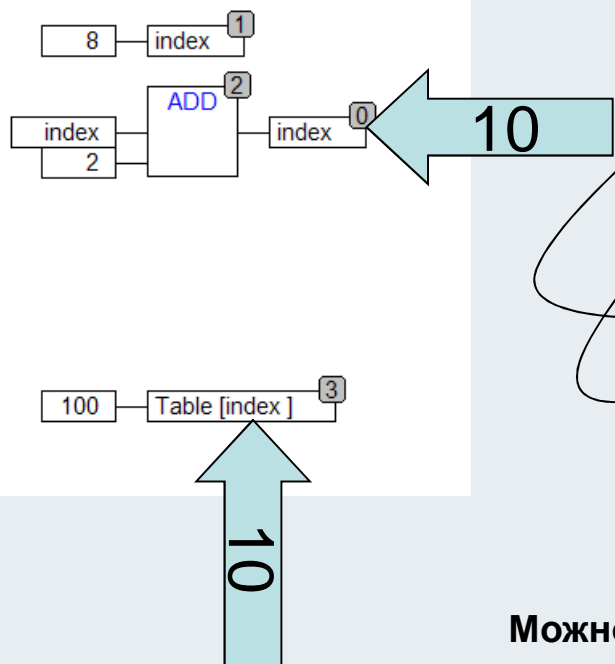 8 index 1
ADD 2
index index 0 10
2
100 Table [index ] 3
10
Можно